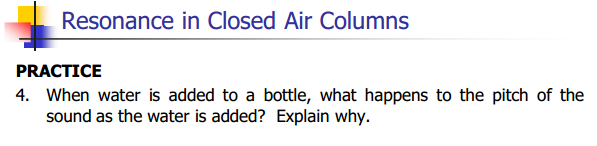 Resonance in Closed Air Columns
PRACTICE
4. When water is added to a bottle, what happens to the pitch of the
sound as the water is added? Explain why.